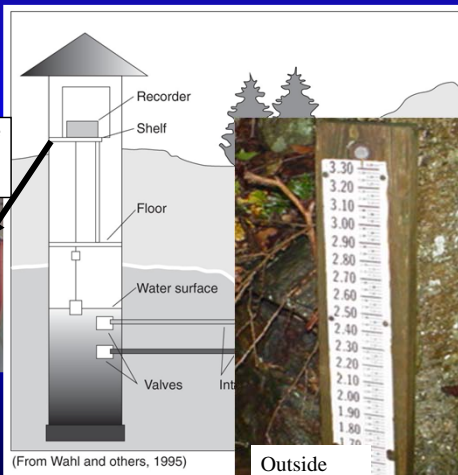 Recorder
Shelf
Floor
Water surface
Valves
(From Wahl and others, 1995)
3.30
3.20
3.10
3.00
2.90
2.80
2.70
2.60
2.50
2.40
2.30
2.20
2.10
2.00
1.90
1.80
1.70
Outside